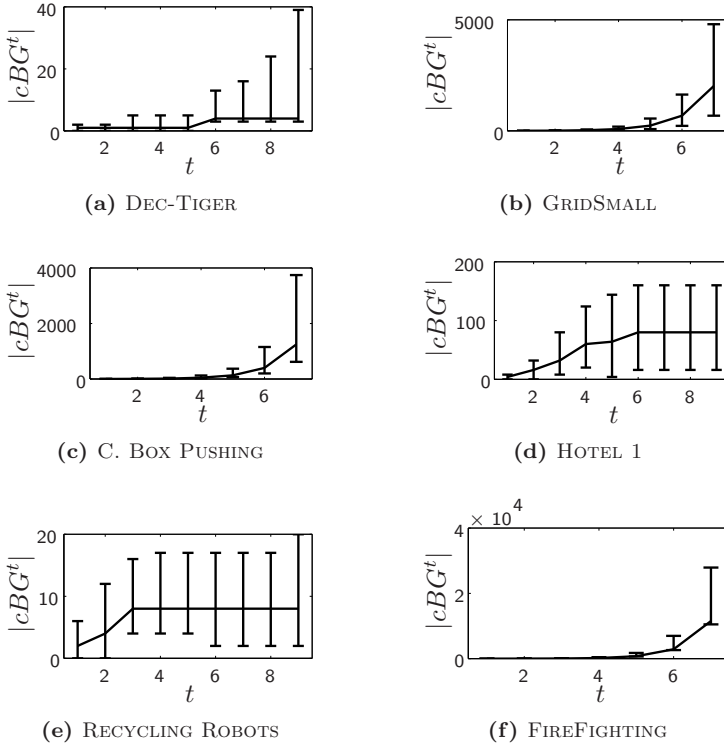 40
20
0
|cBG^t|
2 4 6 8
t
(a) DEC-TIGER
5000
0
|cBG^t|
2 4 6
t
(b) GRIDSMALL
4000
2000
0
|cBG^t|
2 4 6
t
(c) C. BOX PUSHING
200
100
0
|cBG^t|
2 4 6 8
t
(d) HOTEL 1
20
10
0
|cBG^t|
2 4 6 8
t
(e) RECYCLING ROBOTS
× 10^4
4
2
0
|cBG^t|
2 4 6
t
(f) FIREFIGHTING